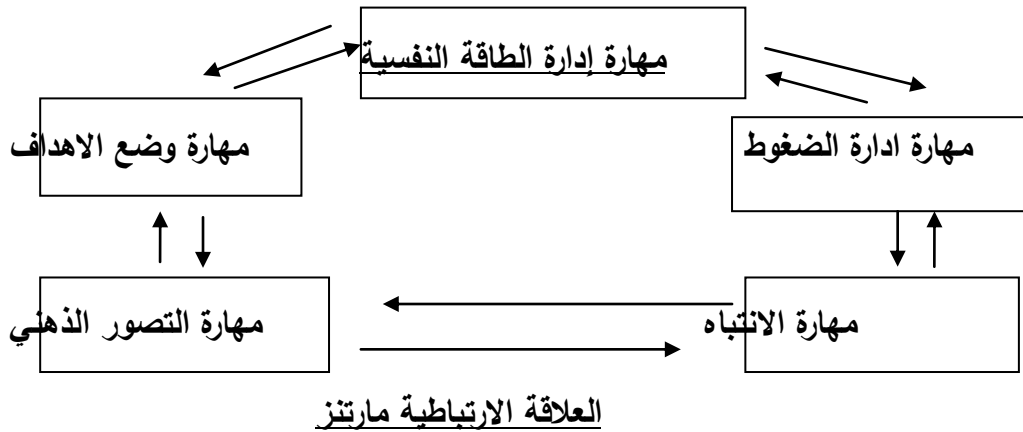 مهارة إدارة الطاقة النفسية
مهارة ادارة الضغوط
مهارة وضع الاهداف
مهارة الانتباه
مهارة التصور الذهني
العلاقة الارتباطية مارتنز